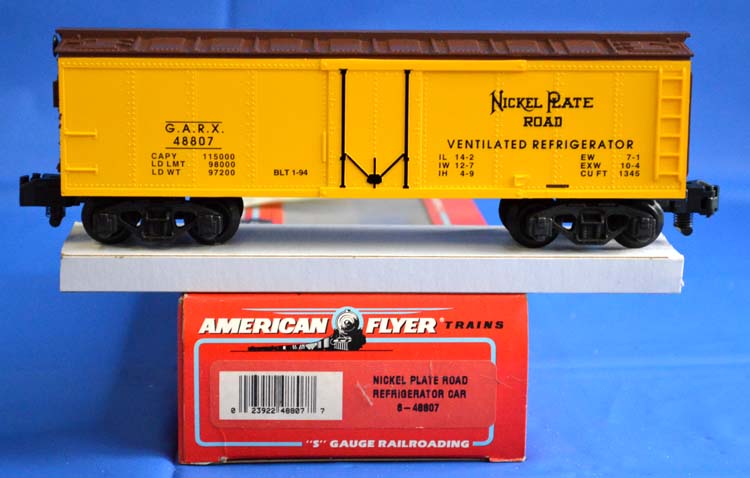 G.A.R.X.
48807
CAPY 115000
LD LMT 98000
LD WT 97200
BLT 1-94
NICKEL PLATE
ROAD
VENTILATED REFRIGERATOR
IL 14-2 EW 7-1
IW 12-7 EXW 10-4
IH 4-9 CU FT 1345
AMERICAN FLYER TRAINS
NICKEL PLATE ROAD
REFRIGERATOR CAR
6-48807
0 23922 48807 7
"S" GAUGE RAILROADING